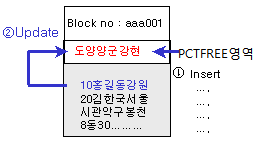 Block no : aaa001
②Update
도양양군강현
PCTFREE영역
① Insert
10홍길동강원
20김한국서울
시관악구봉천
8동30………
...,
...,
...,